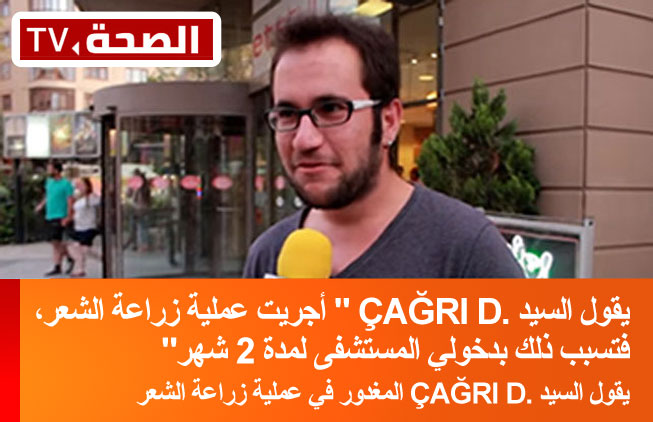 الصحة TV
يقول السيد .ÇAĞRI D " أجريت عملية زراعة الشعر،
فتسبب ذلك بدخولي المستشفى لمدة 2 شهر"
يقول السيد .ÇAĞRI D المغدور في عملية زراعة الشعر